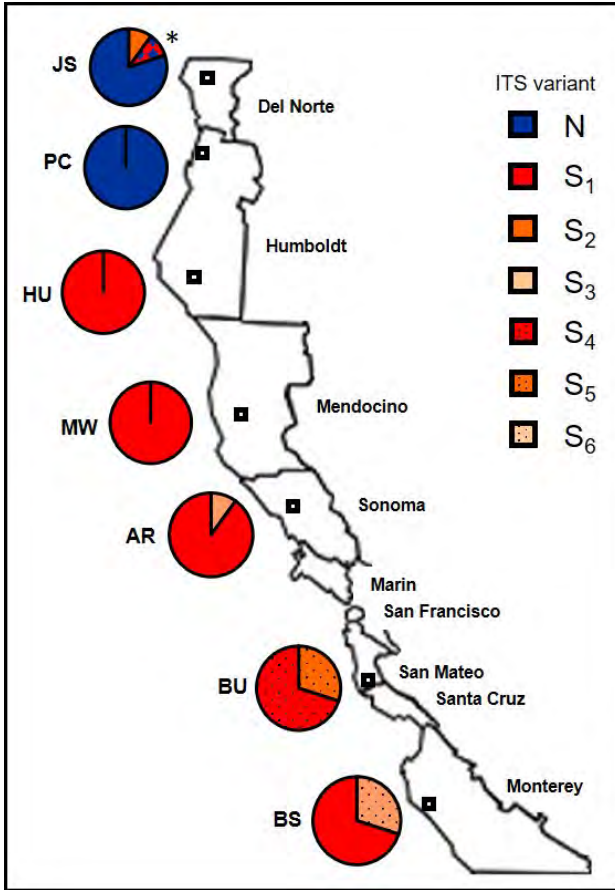 JS
*
Del Norte
PC
Humboldt
HU
Mendocino
MW
Sonoma
AR
Marin
San Francisco
San Mateo
BU
Santa Cruz
Monterey
BS
ITS variant
N
S1
S2
S3
S4
S5
S6